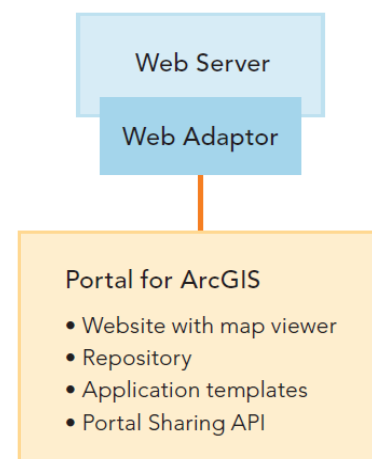 Web Server
Web Adaptor
Portal for ArcGIS
• Website with map viewer
• Repository
• Application templates
• Portal Sharing API